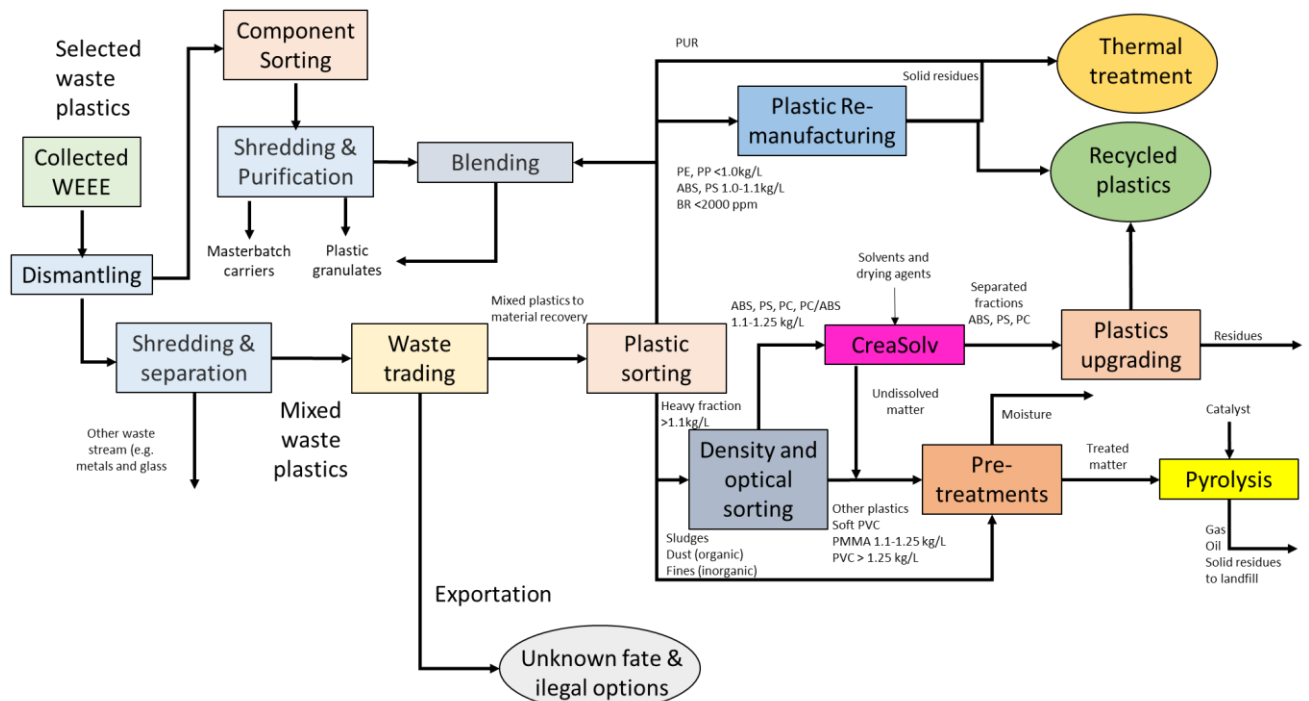 Selected
waste
plastics
Component
Sorting
Collected
WEEE
Shredding &
Purification
Blending
Masterbatch
carriers
Plastic
granulates
Dismantling
PUR
Solid residues
Thermal
treatment
Plastic Re-
manufacturing
Recycled
plastics
PE, PP <1.0kg/L
ABS, PS 1.0-1.1kg/L
BR <2000 ppm
Shredding &
separation
Other waste
stream (e.g.
metals and glass
Mixed
waste
plastics
Waste
trading
Mixed plastics to
material recovery
Plastic
sorting
Solvents and
drying agents
ABS, PS, PC, PC/ABS
1.1-1.25 kg/L
CreaSolv
Separated
fractions
ABS, PS, PC
Plastics
upgrading
Residues
Heavy fraction
>1.1kg/L
Density and
optical
sorting
Undissolved
matter
Moisture
Pre-
treatments
Treated
matter
Catalyst
Pyrolysis
Other plastics
Soft PVC
PMMA 1.1-1.25 kg/L
PVC > 1.25 kg/L
Sludges
Dust (organic)
Fines (inorganic)
Gas
Oil
Solid residues
to landfill
Exportation
Unknown fate &
ilegal options